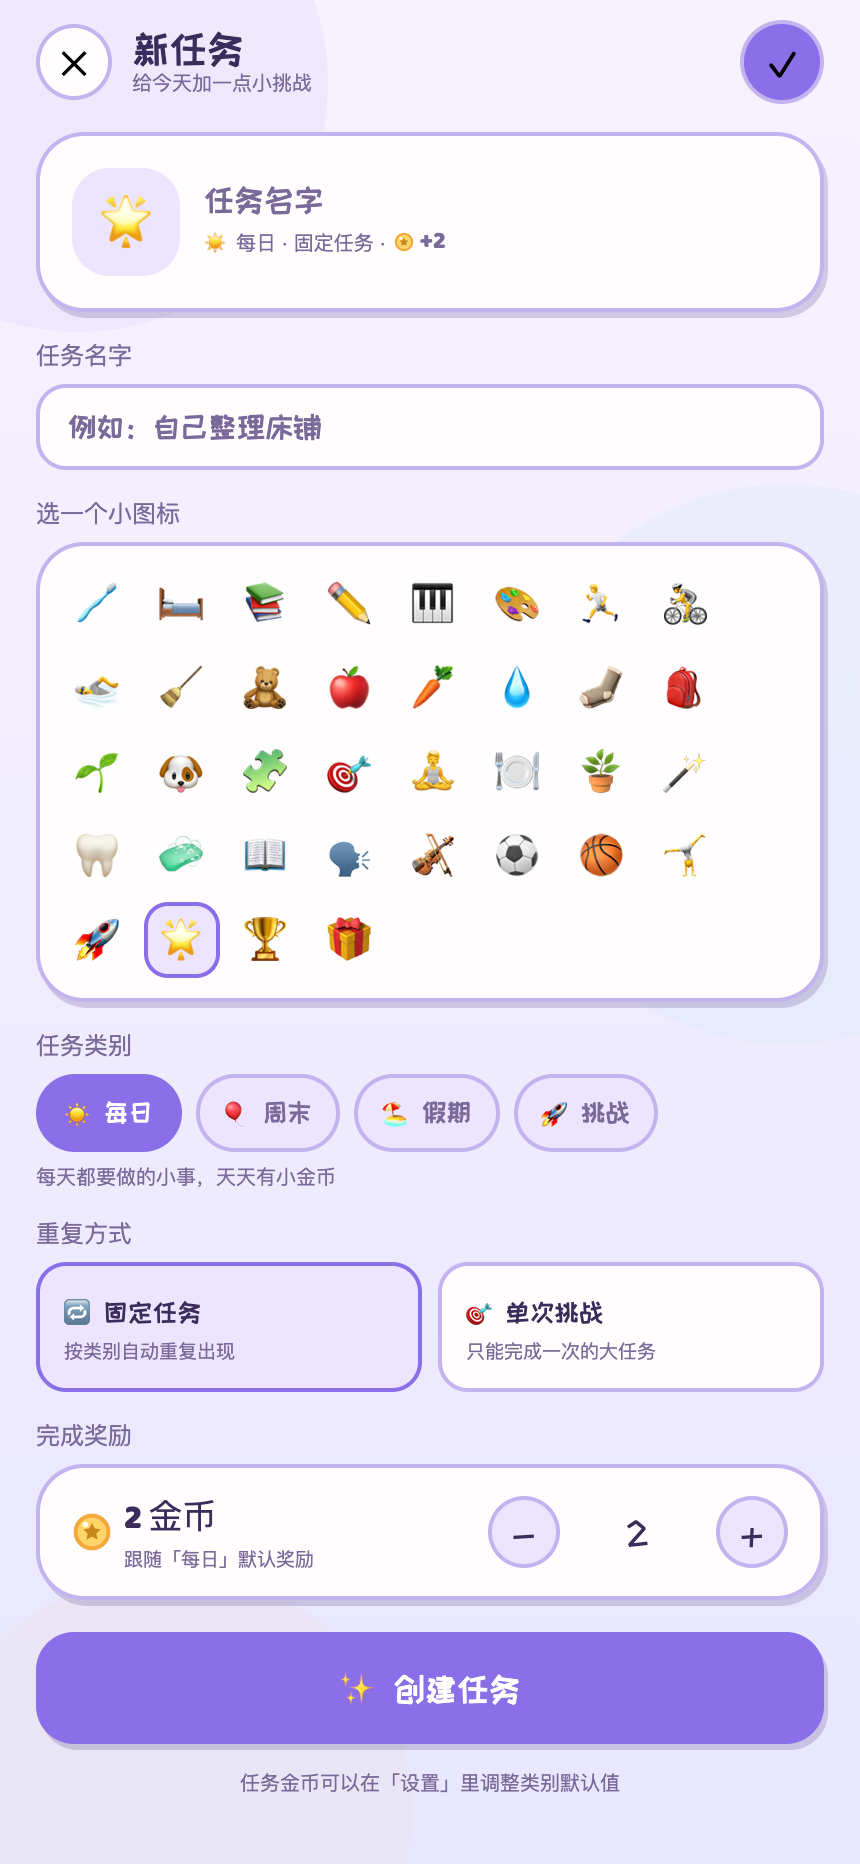 新任务
给今天加一点小挑战
任务名字
每日 · 固定任务 · +2
任务名字
例如：自己整理床铺
选一个小图标
任务类别
每日
周末
假期
挑战
每天都要做的小事，天天有小金币
重复方式
固定任务
按类别自动重复出现
单次挑战
只能完成一次的大任务
完成奖励
2 金币
跟随「每日」默认奖励
− 2 +
创建任务
任务金币可以在「设置」里调整类别默认值